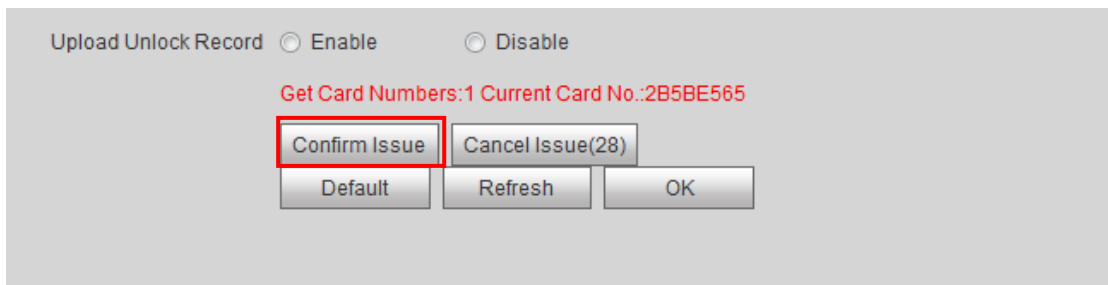 Upload Unlock Record Enable Disable
Get Card Numbers:1 Current Card No.:2B5BE565
Confirm Issue Cancel Issue(28)
Default Refresh OK